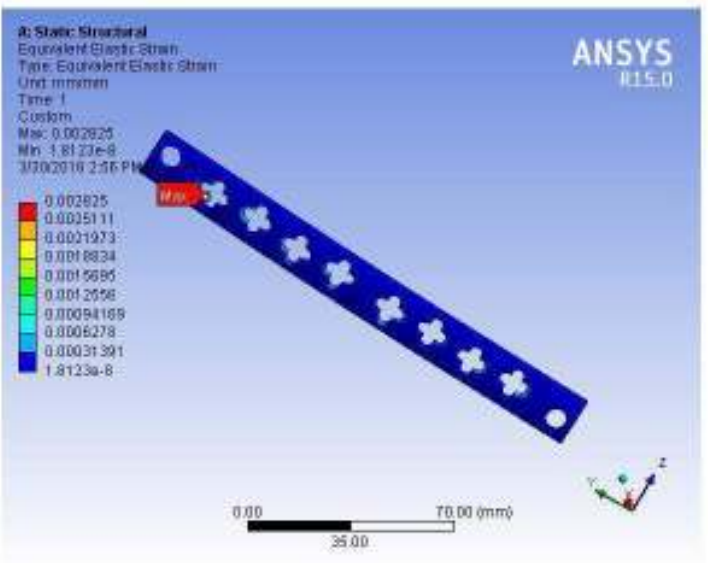 A: Static Structural
Equivalent Elastic Strain
Type: Equivalent Elastic Strain
Unit: mm/mm
Time: 1
Custom
Max: 0.002825
Min: 1.8123e-8
3/30/2016 2:56 PM
ANSYS
R15.0
Max
0.002825
0.0025111
0.0021973
0.0018834
0.0015695
0.0012556
0.00094169
0.0006278
0.00031391
1.8123e-8
Z
Y
X
0.00
70.00 (mm)
35.00